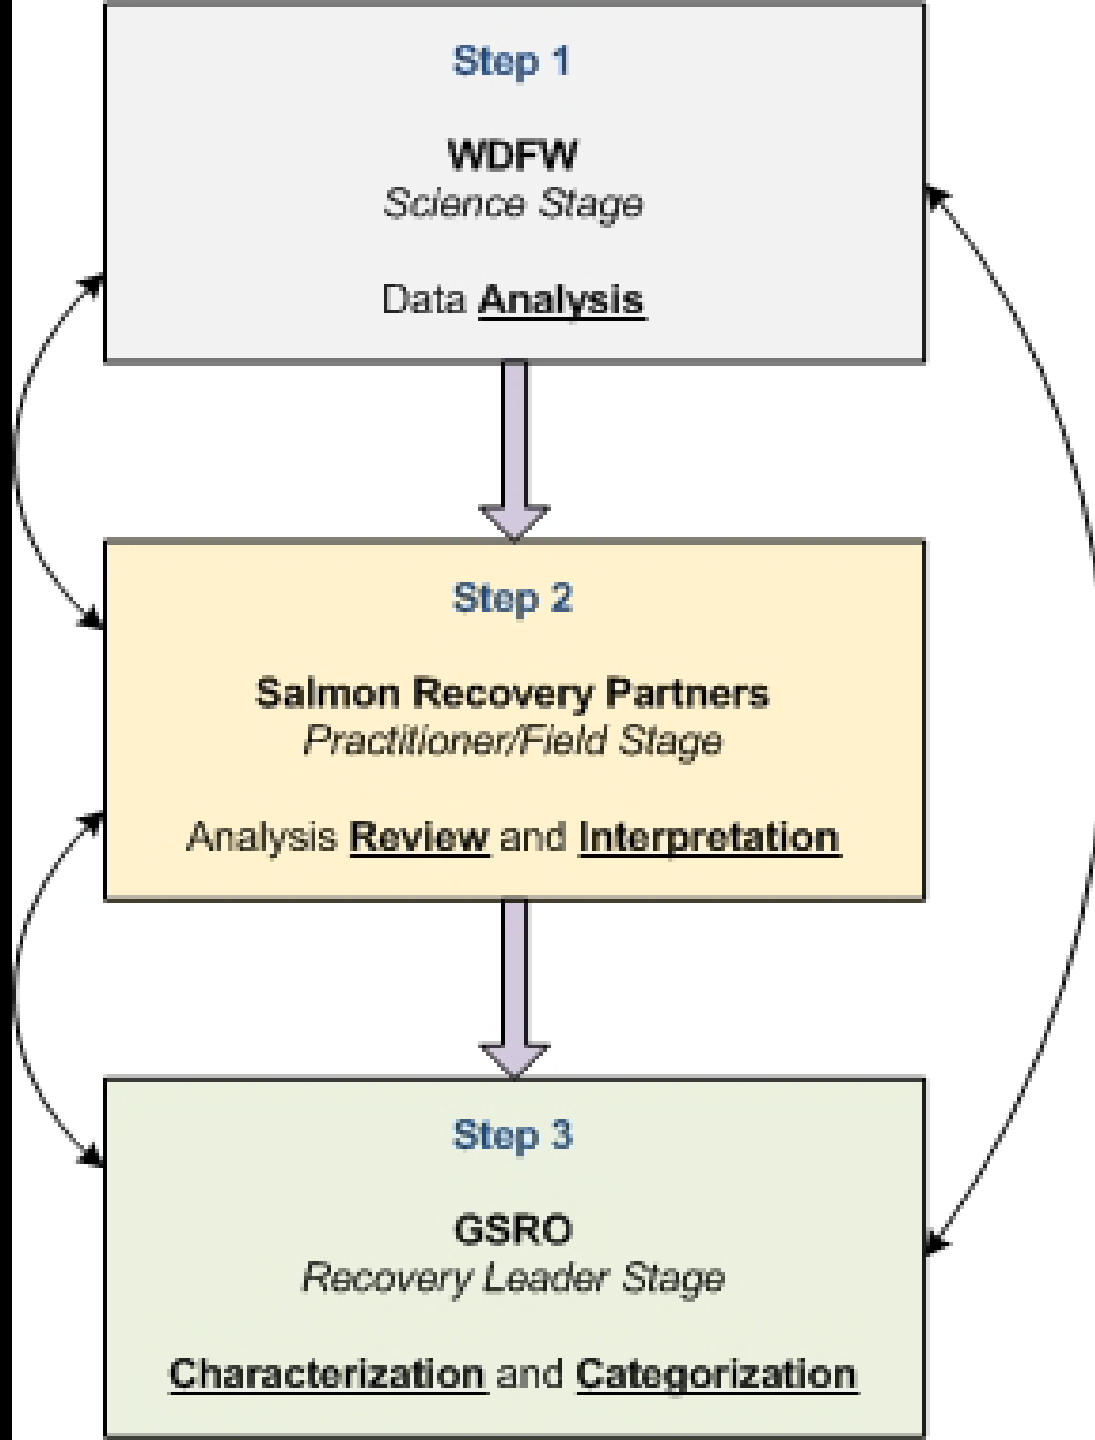 Step 1
WDFW
Science Stage
Data Analysis
Step 2
Salmon Recovery Partners
Practitioner/Field Stage
Analysis Review and Interpretation
Step 3
GSRO
Recovery Leader Stage
Characterization and Categorization